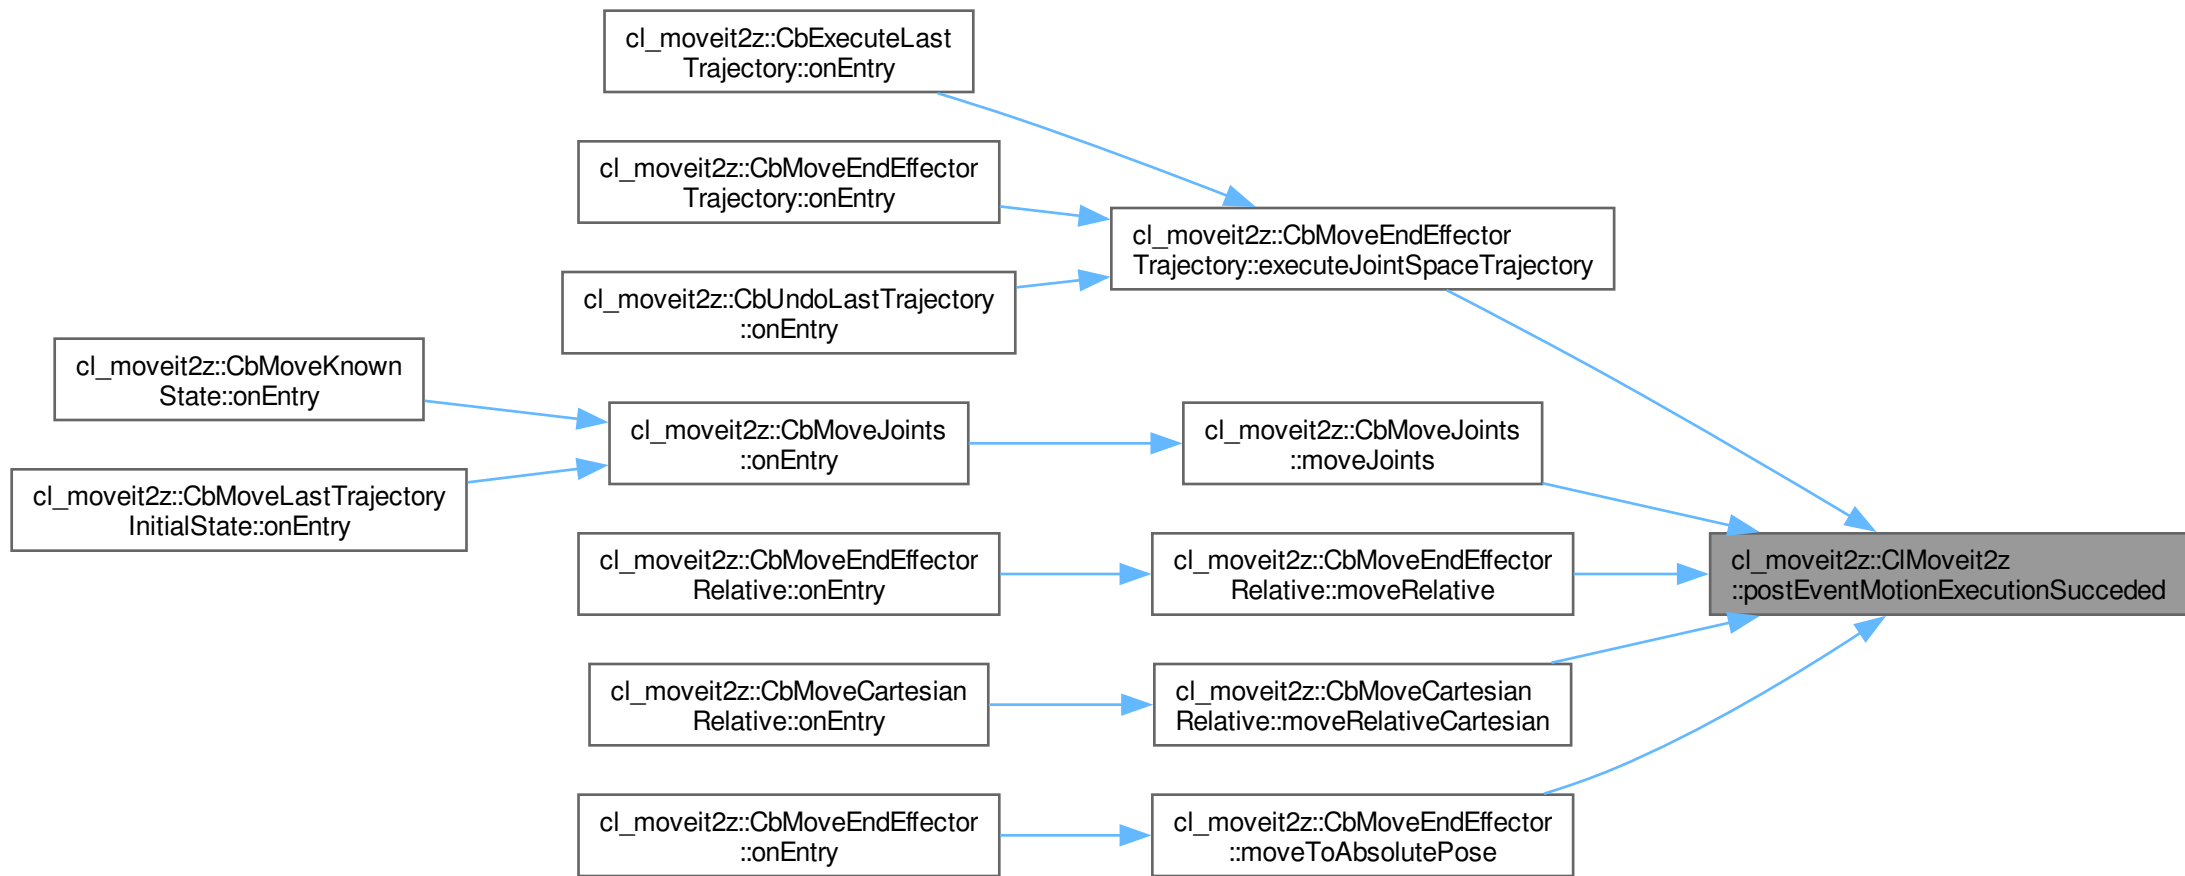 cl_moveit2z::CbExecuteLast
Trajectory::onEntry
cl_moveit2z::CbMoveEndEffector
Trajectory::onEntry
cl_moveit2z::CbUndoLastTrajectory
::onEntry
cl_moveit2z::CbMoveEndEffector
Trajectory::executeJointSpaceTrajectory
cl_moveit2z::CbMoveKnown
State::onEntry
cl_moveit2z::CbMoveLastTrajectory
InitialState::onEntry
cl_moveit2z::CbMoveJoints
::onEntry
cl_moveit2z::CbMoveJoints
::moveJoints
cl_moveit2z::CbMoveEndEffector
Relative::onEntry
cl_moveit2z::CbMoveEndEffector
Relative::moveRelative
cl_moveit2z::ClMoveit2z
::postEventMotionExecutionSucceded
cl_moveit2z::CbMoveCartesian
Relative::onEntry
cl_moveit2z::CbMoveCartesian
Relative::moveRelativeCartesian
cl_moveit2z::CbMoveEndEffector
::onEntry
cl_moveit2z::CbMoveEndEffector
::moveToAbsolutePose